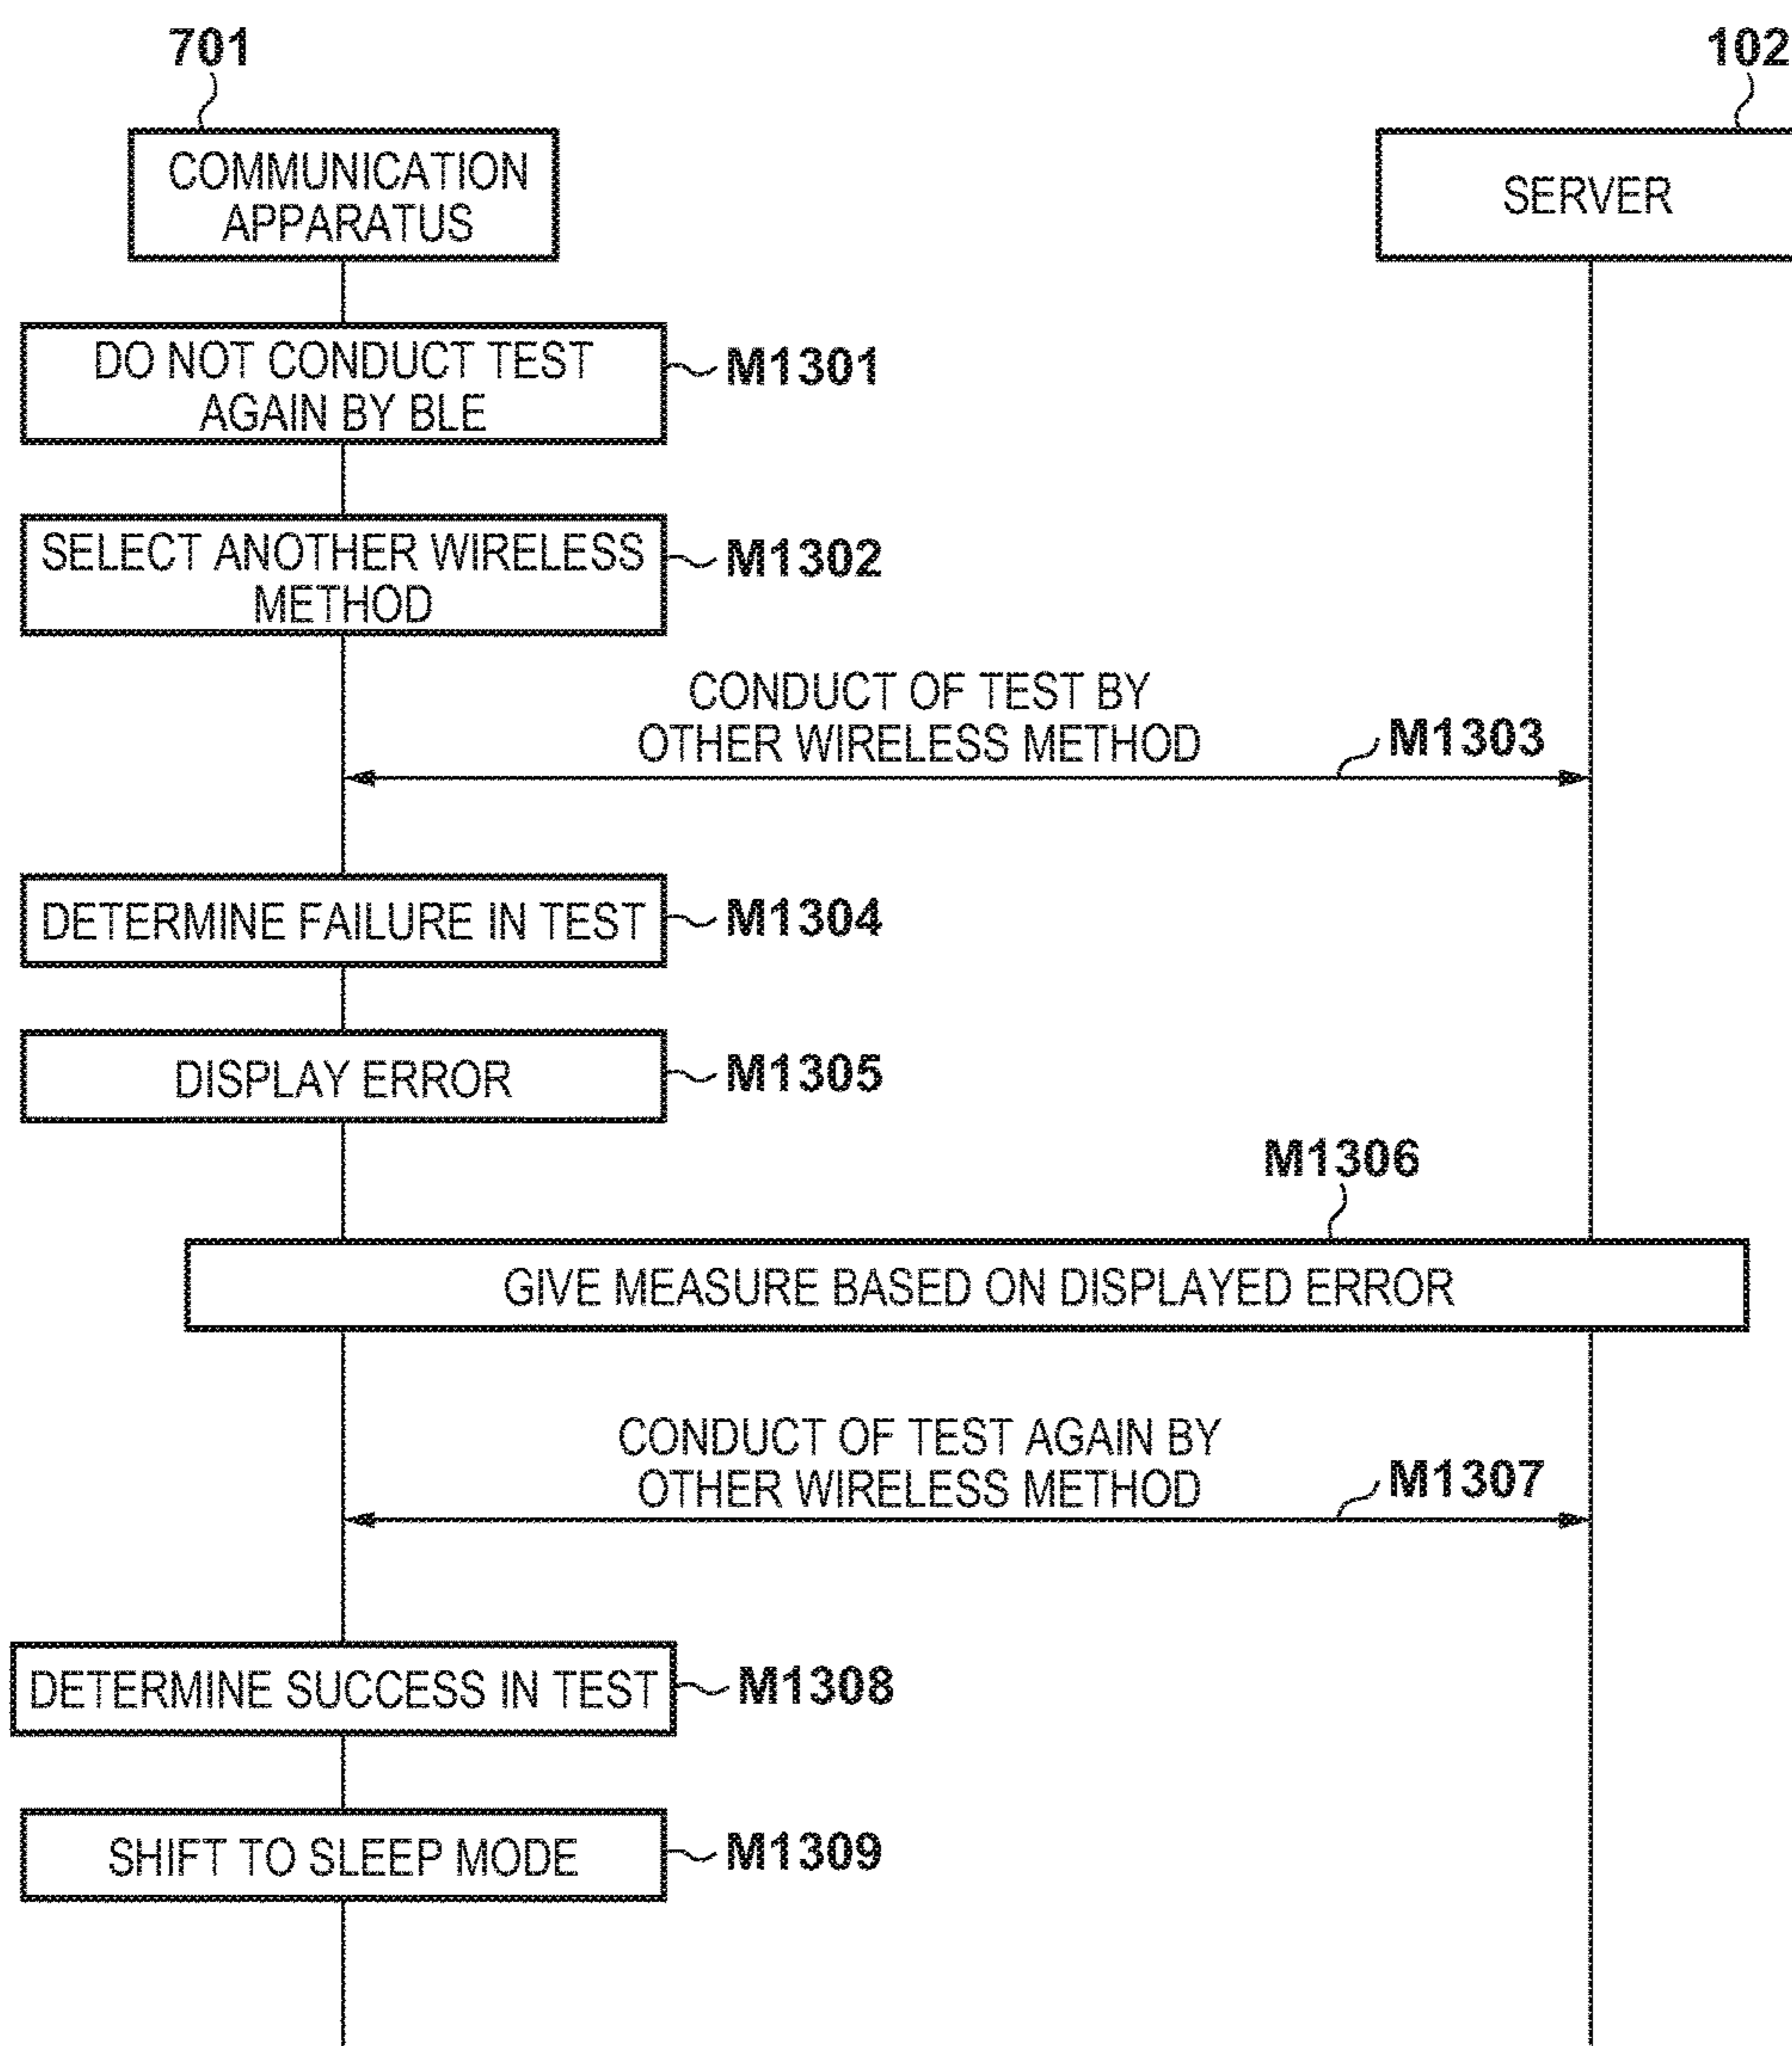 701
102
COMMUNICATION
APPARATUS
SERVER
DO NOT CONDUCT TEST
AGAIN BY BLE
M1301
SELECT ANOTHER WIRELESS
METHOD
M1302
CONDUCT OF TEST BY
OTHER WIRELESS METHOD
M1303
DETERMINE FAILURE IN TEST
M1304
DISPLAY ERROR
M1305
M1306
GIVE MEASURE BASED ON DISPLAYED ERROR
CONDUCT OF TEST AGAIN BY
OTHER WIRELESS METHOD
M1307
DETERMINE SUCCESS IN TEST
M1308
SHIFT TO SLEEP MODE
M1309